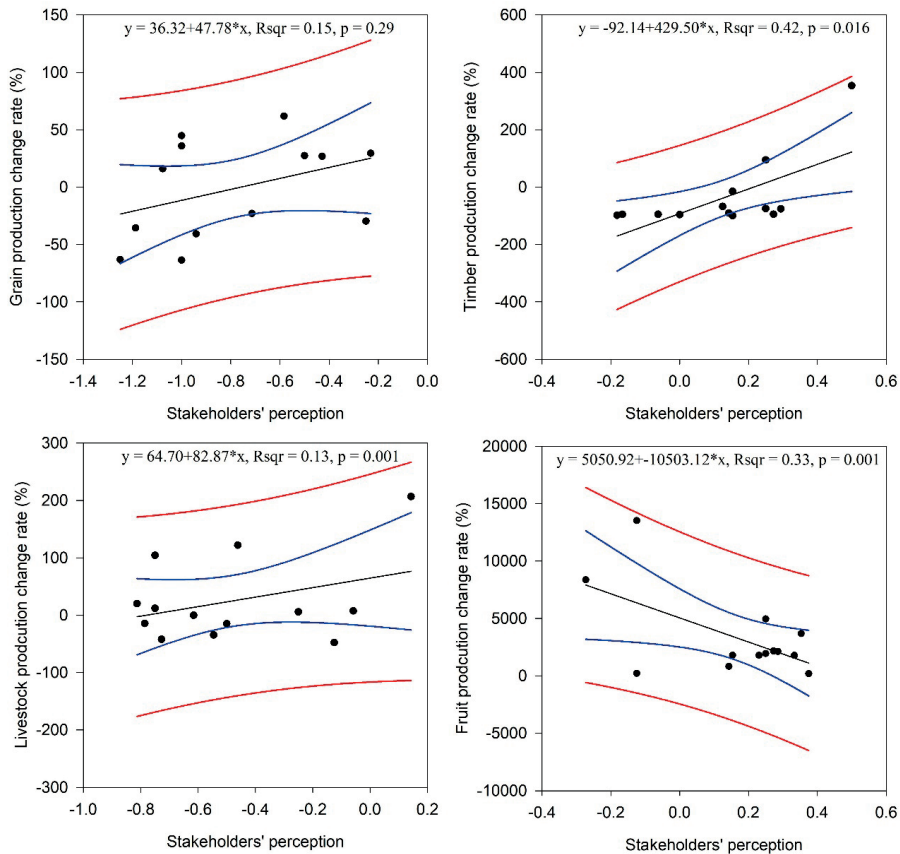 y = 36.32+47.78*x, Rsqr = 0.15, p = 0.29
Grain production change rate (%)
150
100
50
0
-50
-100
-150
-1.4 -1.2 -1.0 -0.8 -0.6 -0.4 -0.2 0.0
Stakeholders' perception
y = -92.14+429.50*x, Rsqr = 0.42, p = 0.016
Timber prodcution change rate (%)
600
400
200
0
-200
-400
-600
-0.4 -0.2 0.0 0.2 0.4 0.6
Stakeholders' perception
y = 64.70+82.87*x, Rsqr = 0.13, p = 0.001
Livestock prodcution change rate (%)
300
200
100
0
-100
-200
-300
-1.0 -0.8 -0.6 -0.4 -0.2 0.0 0.2
Stakeholders' perception
y = 5050.92+-10503.12*x, Rsqr = 0.33, p = 0.001
Fruit prodcution change rate (%)
20000
15000
10000
5000
0
-5000
-10000
-0.4 -0.2 0.0 0.2 0.4 0.6
Stakeholders' perception